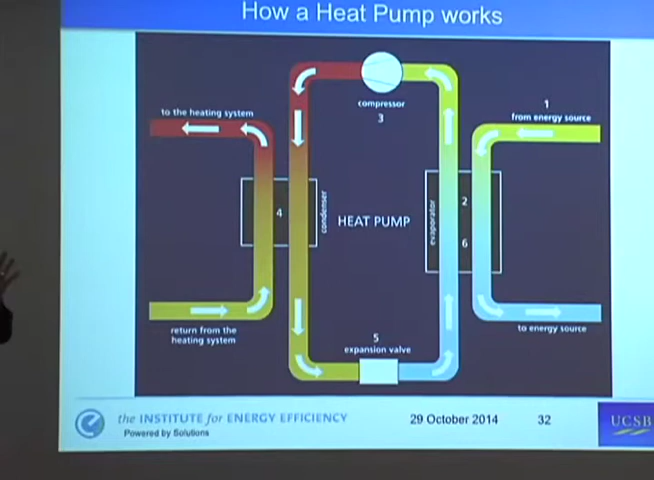 How a Heat Pump works
to the heating system
compressor
3
1
from energy source
4
condenser
HEAT PUMP
evaporator
2
6
return from the
heating system
5
expansion valve
to energy source
the INSTITUTE for ENERGY EFFICIENCY
Powered by Solutions
29 October 2014
32
UCSB